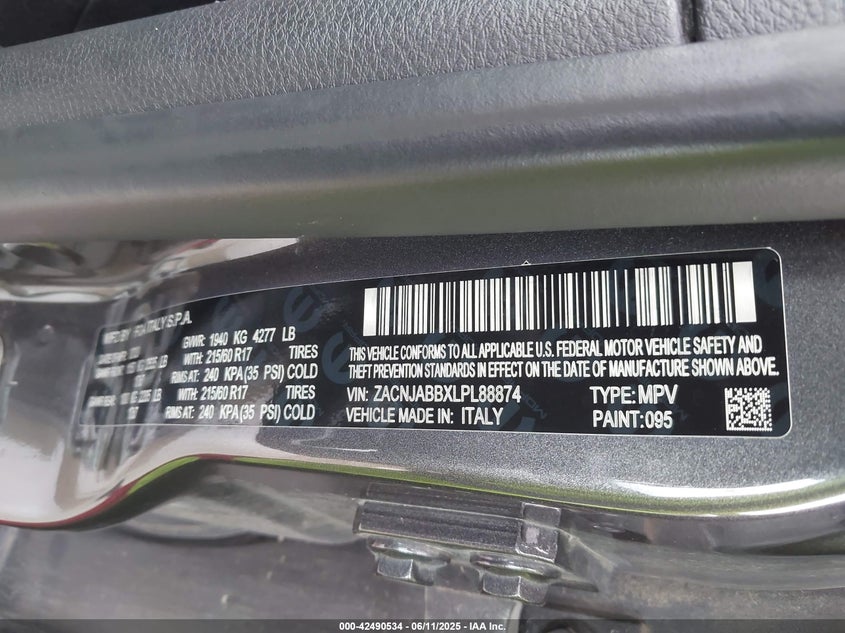 MFD BY FCA ITALY S.P.A.
GVWR: 1940 KG 4277 LB
WITH: 215/60 R17 TIRES
RIMS AT: 240 KPA(35 PSI) COLD
WITH: 215/60 R17 TIRES
RIMS AT: 240 KPA(35 PSI) COLD
THIS VEHICLE CONFORMS TO ALL APPLICABLE U.S. FEDERAL MOTOR VEHICLE SAFETY AND
THEFT PREVENTION STANDARDS IN EFFECT ON THE DATE OF MANUFACTURE SHOWN ABOVE.
VIN: ZACNJABBXLPL88874 TYPE: MPV
VEHICLE MADE IN: ITALY PAINT: 095
000-42490534 - 06/11/2025 - IAA Inc.